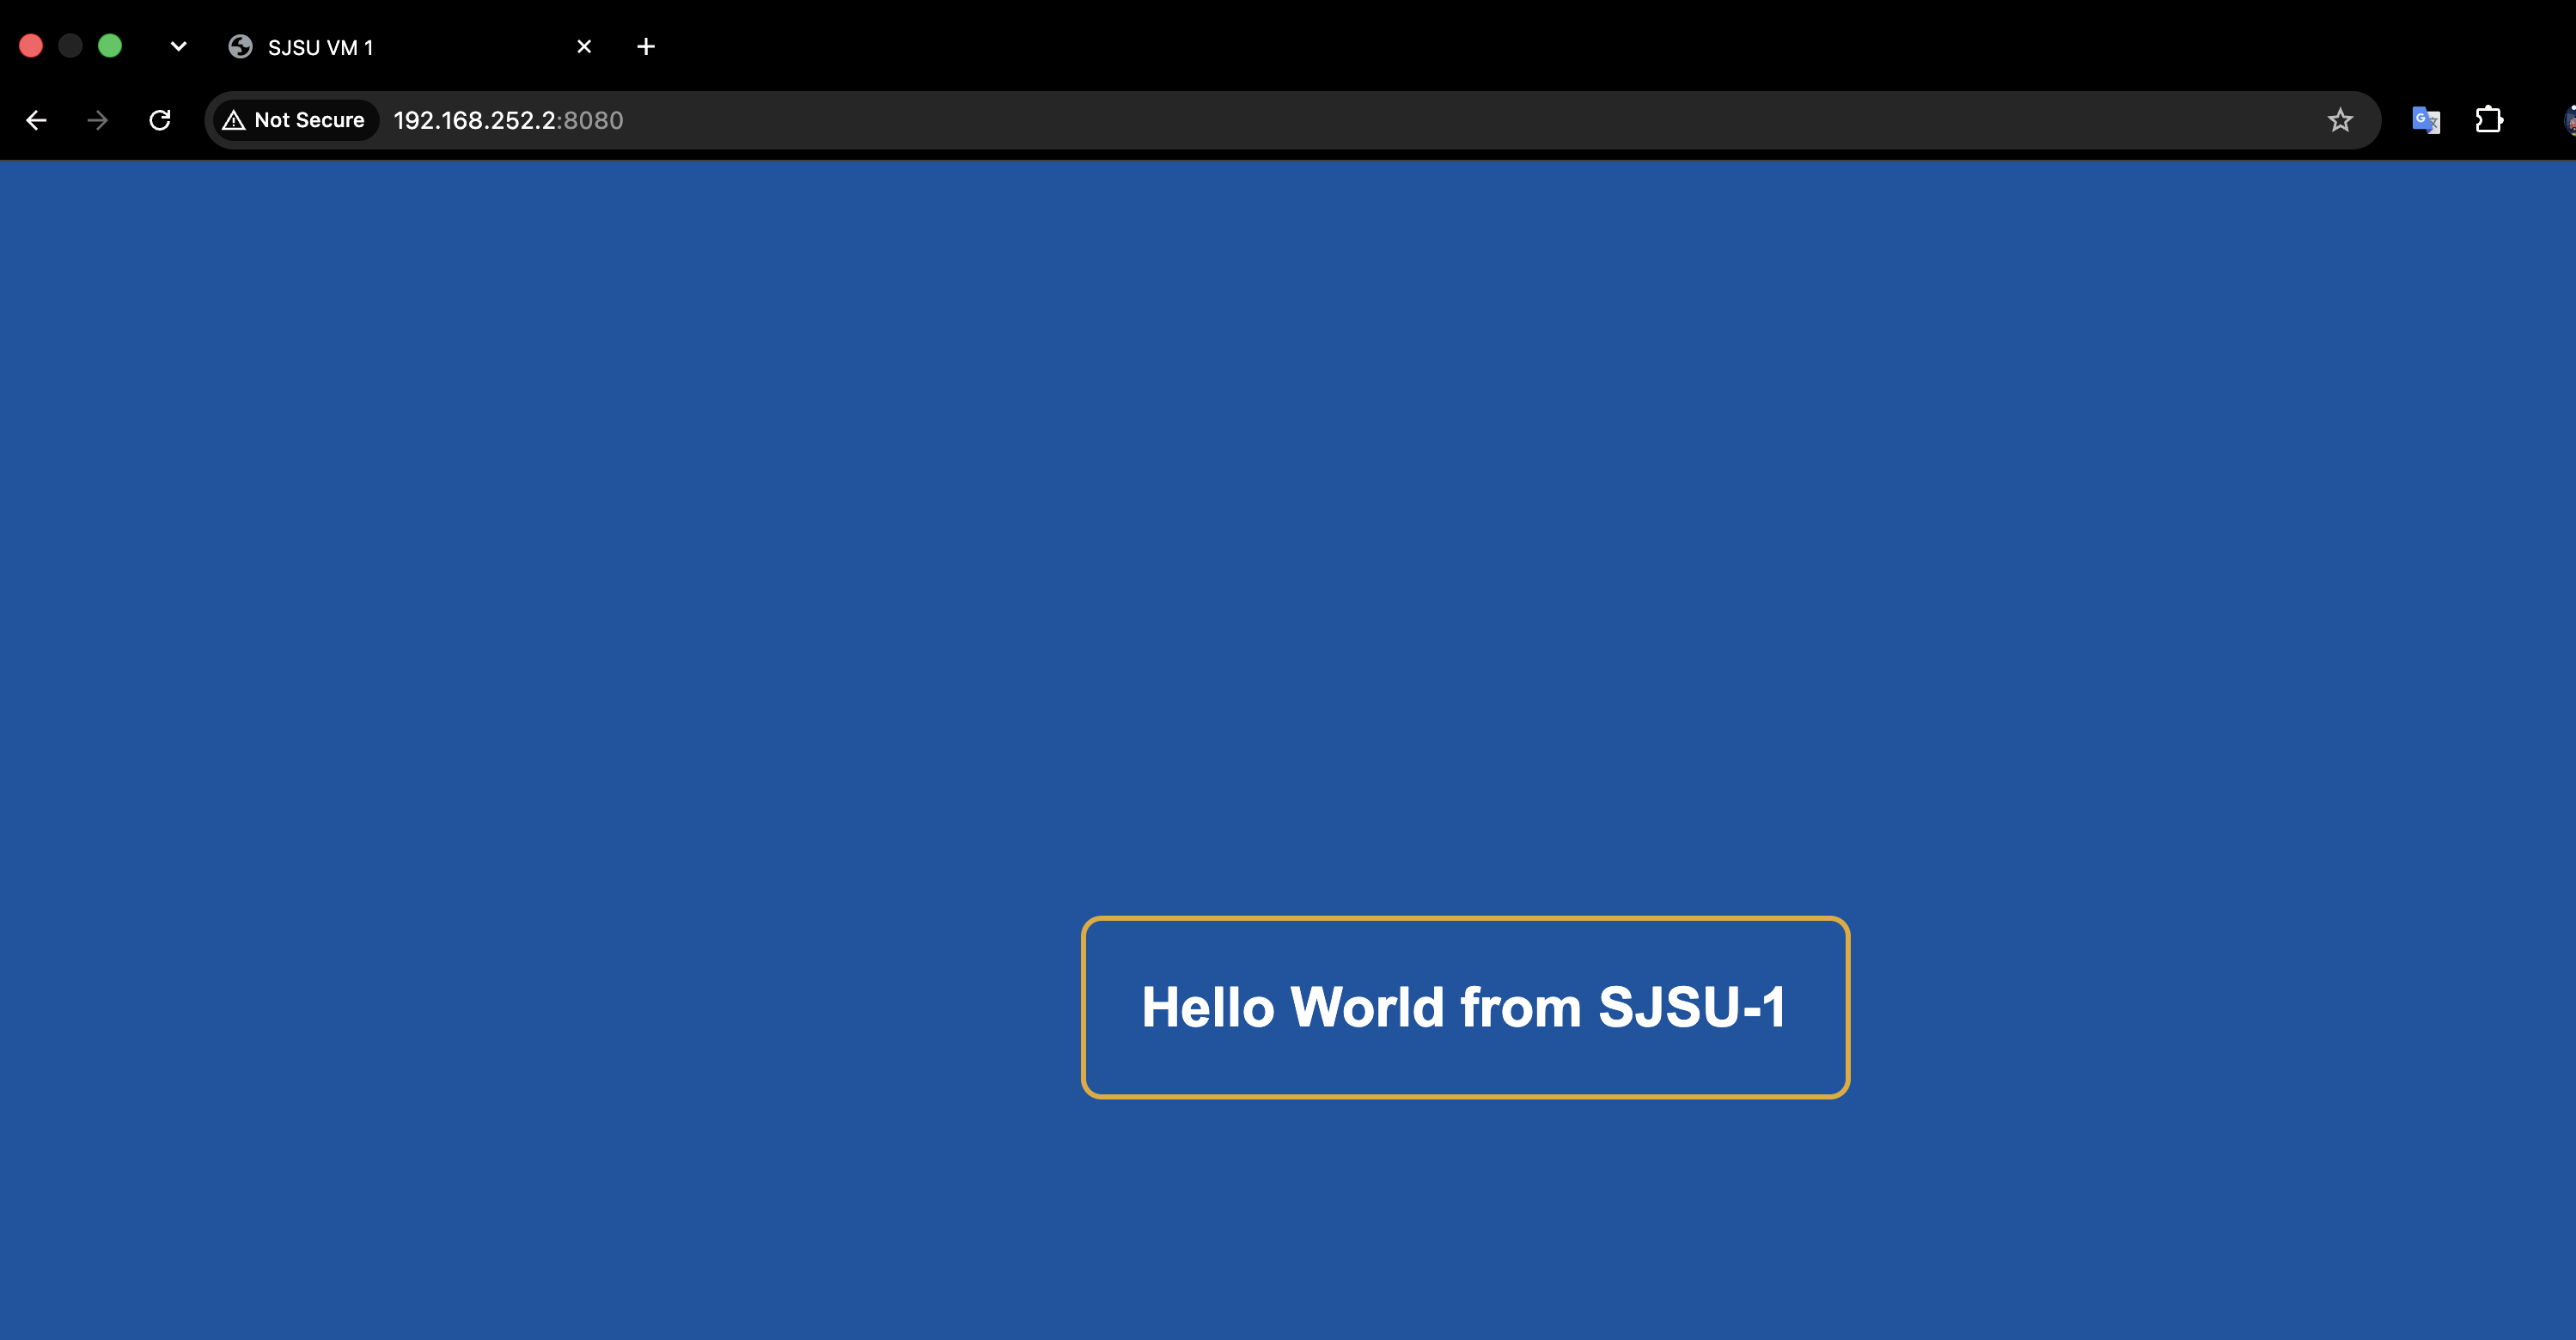 SJSU VM 1
Not Secure 192.168.252.2:8080
Hello World from SJSU-1